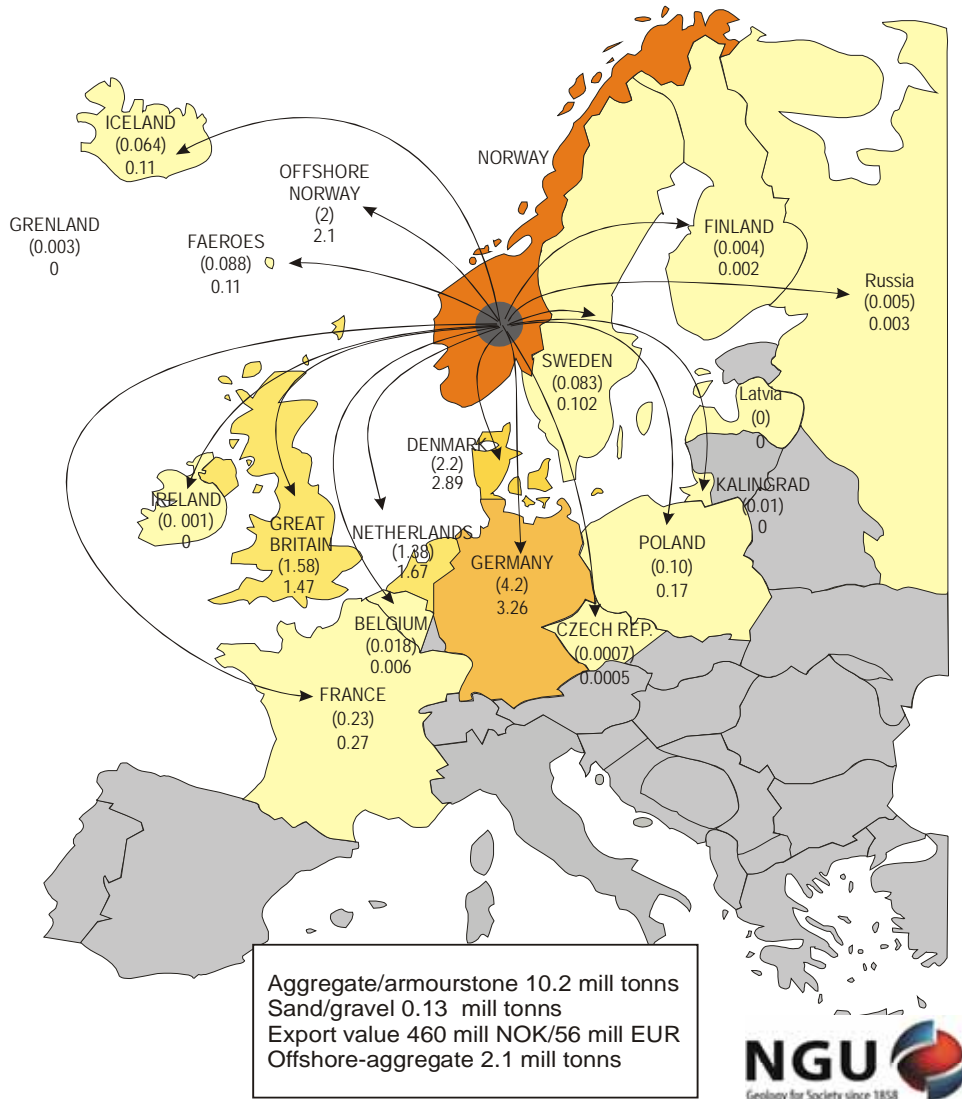 ICELAND
(0.064)
0.11
OFFSHORE
NORWAY
(2)
2.1
NORWAY
GRENLAND
(0.003)
0
FAEROES
(0.088)
0.11
FINLAND
(0.004)
0.002
Russia
(0.005)
0.003
SWEDEN
(0.083)
0.102
Latvia
(0)
0
DENMARK
(2.2)
2.89
KALINGRAD
(0.01)
0
IRELAND
(0. 001)
0
GREAT
BRITAIN
(1.58)
1.47
NETHERLANDS
(1.38)
1.67
GERMANY
(4.2)
3.26
POLAND
(0.10)
0.17
BELGIUM
(0.018)
0.006
CZECH REP.
(0.0007)
0.0005
FRANCE
(0.23)
0.27
Aggregate/armourstone 10.2 mill tonns
Sand/gravel 0.13 mill tonns
Export value 460 mill NOK/56 mill EUR
Offshore-aggregate 2.1 mill tonns
NGU
Geology for Society since 1858